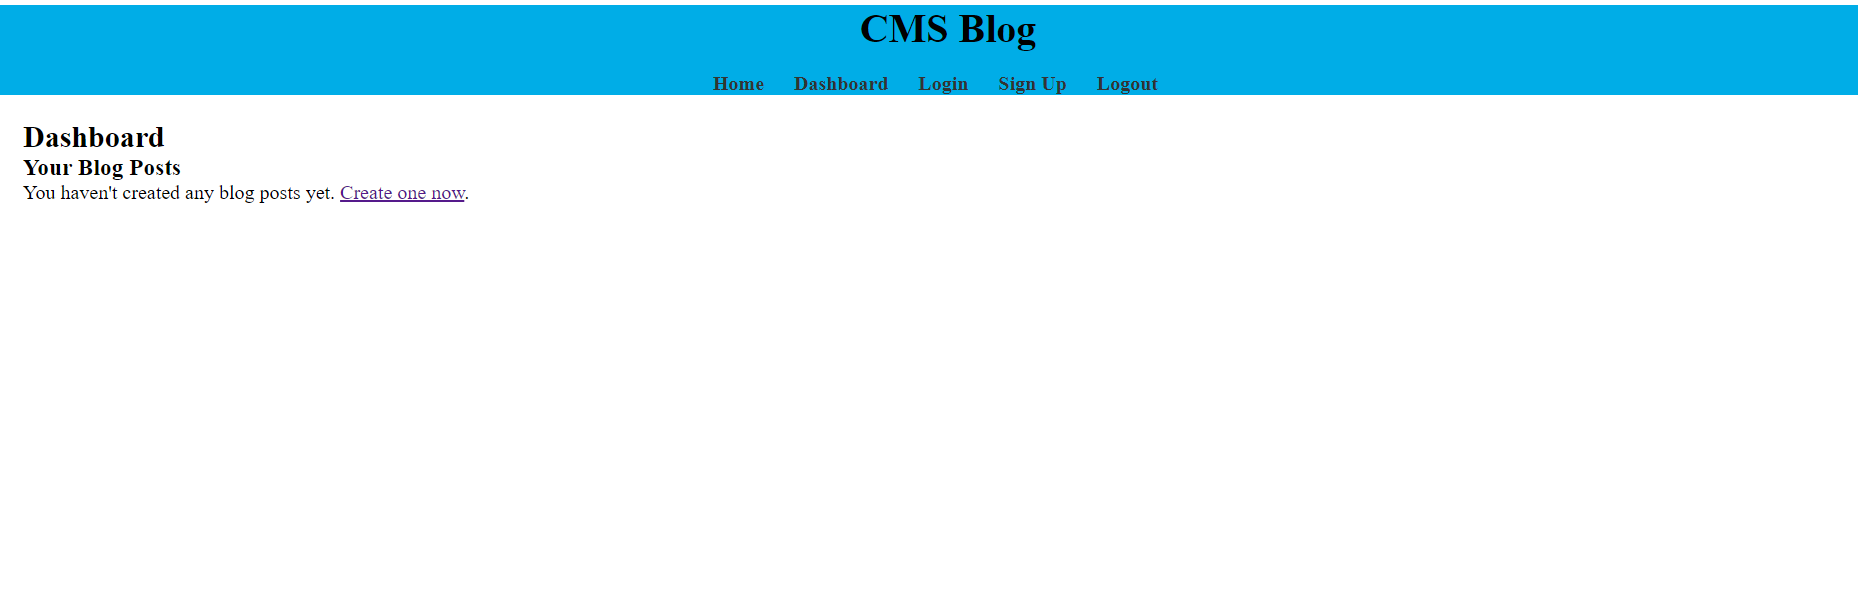 CMS Blog
Home Dashboard Login Sign Up Logout
Dashboard
Your Blog Posts
You haven't created any blog posts yet. Create one now.